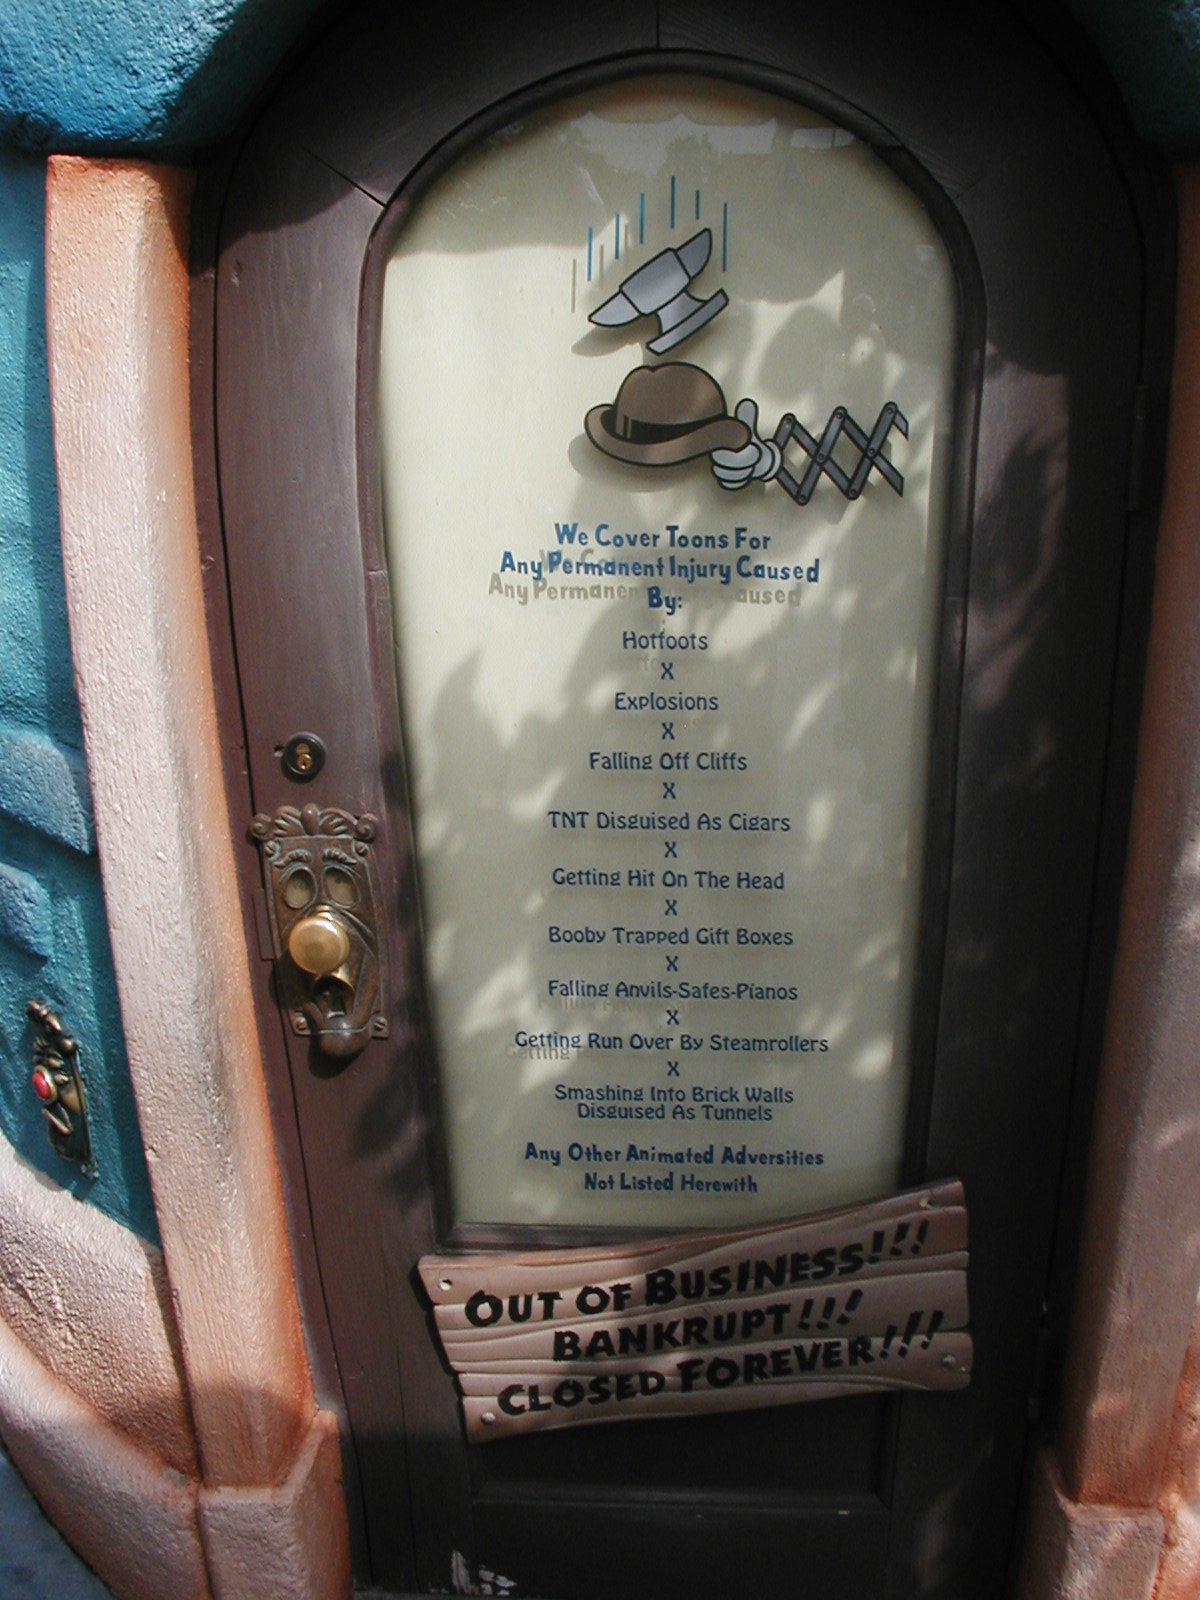 We Cover Toons For
Any Permanent Injury Caused
By:
Hotfoots
X
Explosions
X
Falling Off Cliffs
X
TNT Disguised As Cigars
X
Getting Hit On The Head
X
Booby Trapped Gift Boxes
X
Falling Anvils-Safes-Pianos
X
Getting Run Over By Steamrollers
X
Smashing Into Brick Walls
Disguised As Tunnels
Any Other Animated Adversities
Not Listed Herewith
OUT OF BUSINESS!!!
BANKRUPT!!!
CLOSED FOREVER!!!